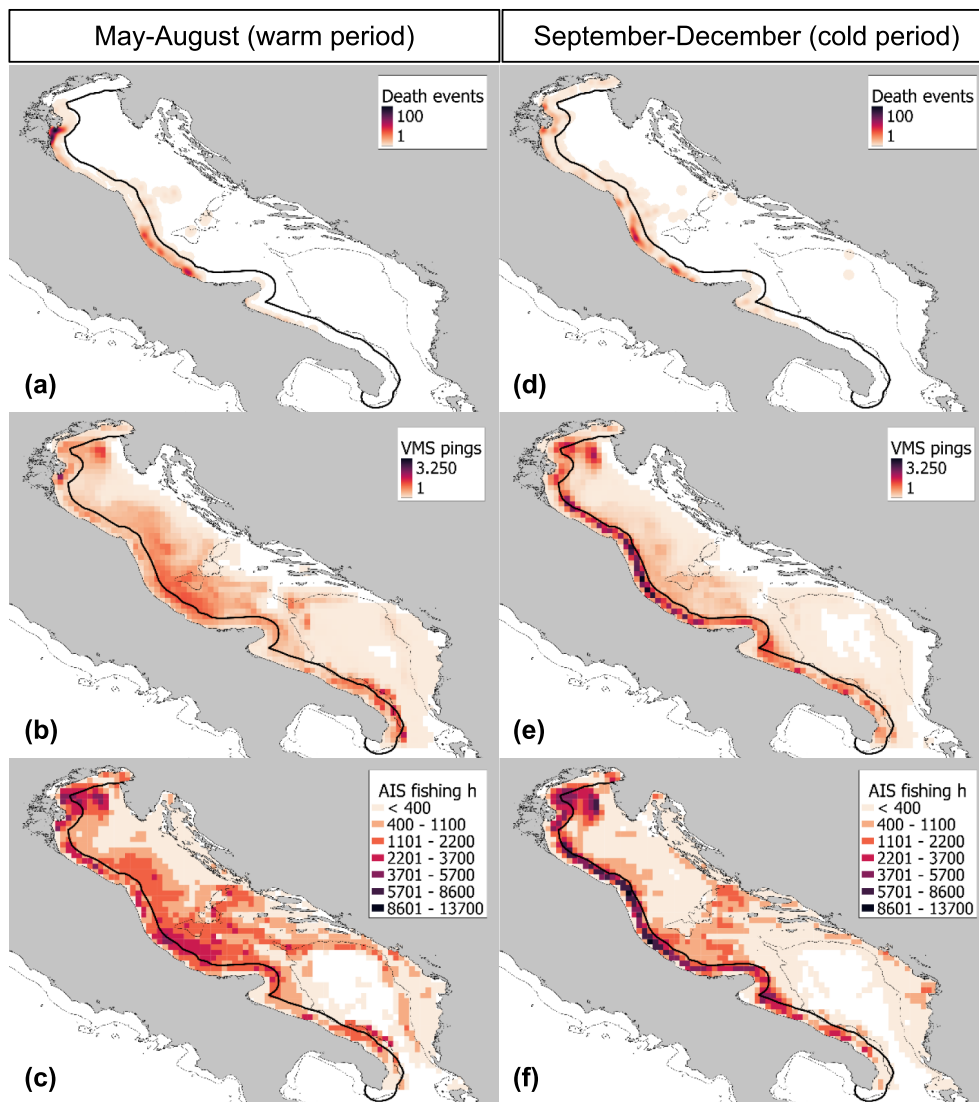 May-August (warm period)
September-December (cold period)
Death events
100
1
(a)
Death events
100
1
(d)
VMS pings
3.250
1
(b)
VMS pings
3.250
1
(e)
AIS fishing h
< 400
400 - 1100
1101 - 2200
2201 - 3700
3701 - 5700
5701 - 8600
8601 - 13700
(c)
AIS fishing h
< 400
400 - 1100
1101 - 2200
2201 - 3700
3701 - 5700
5701 - 8600
8601 - 13700
(f)